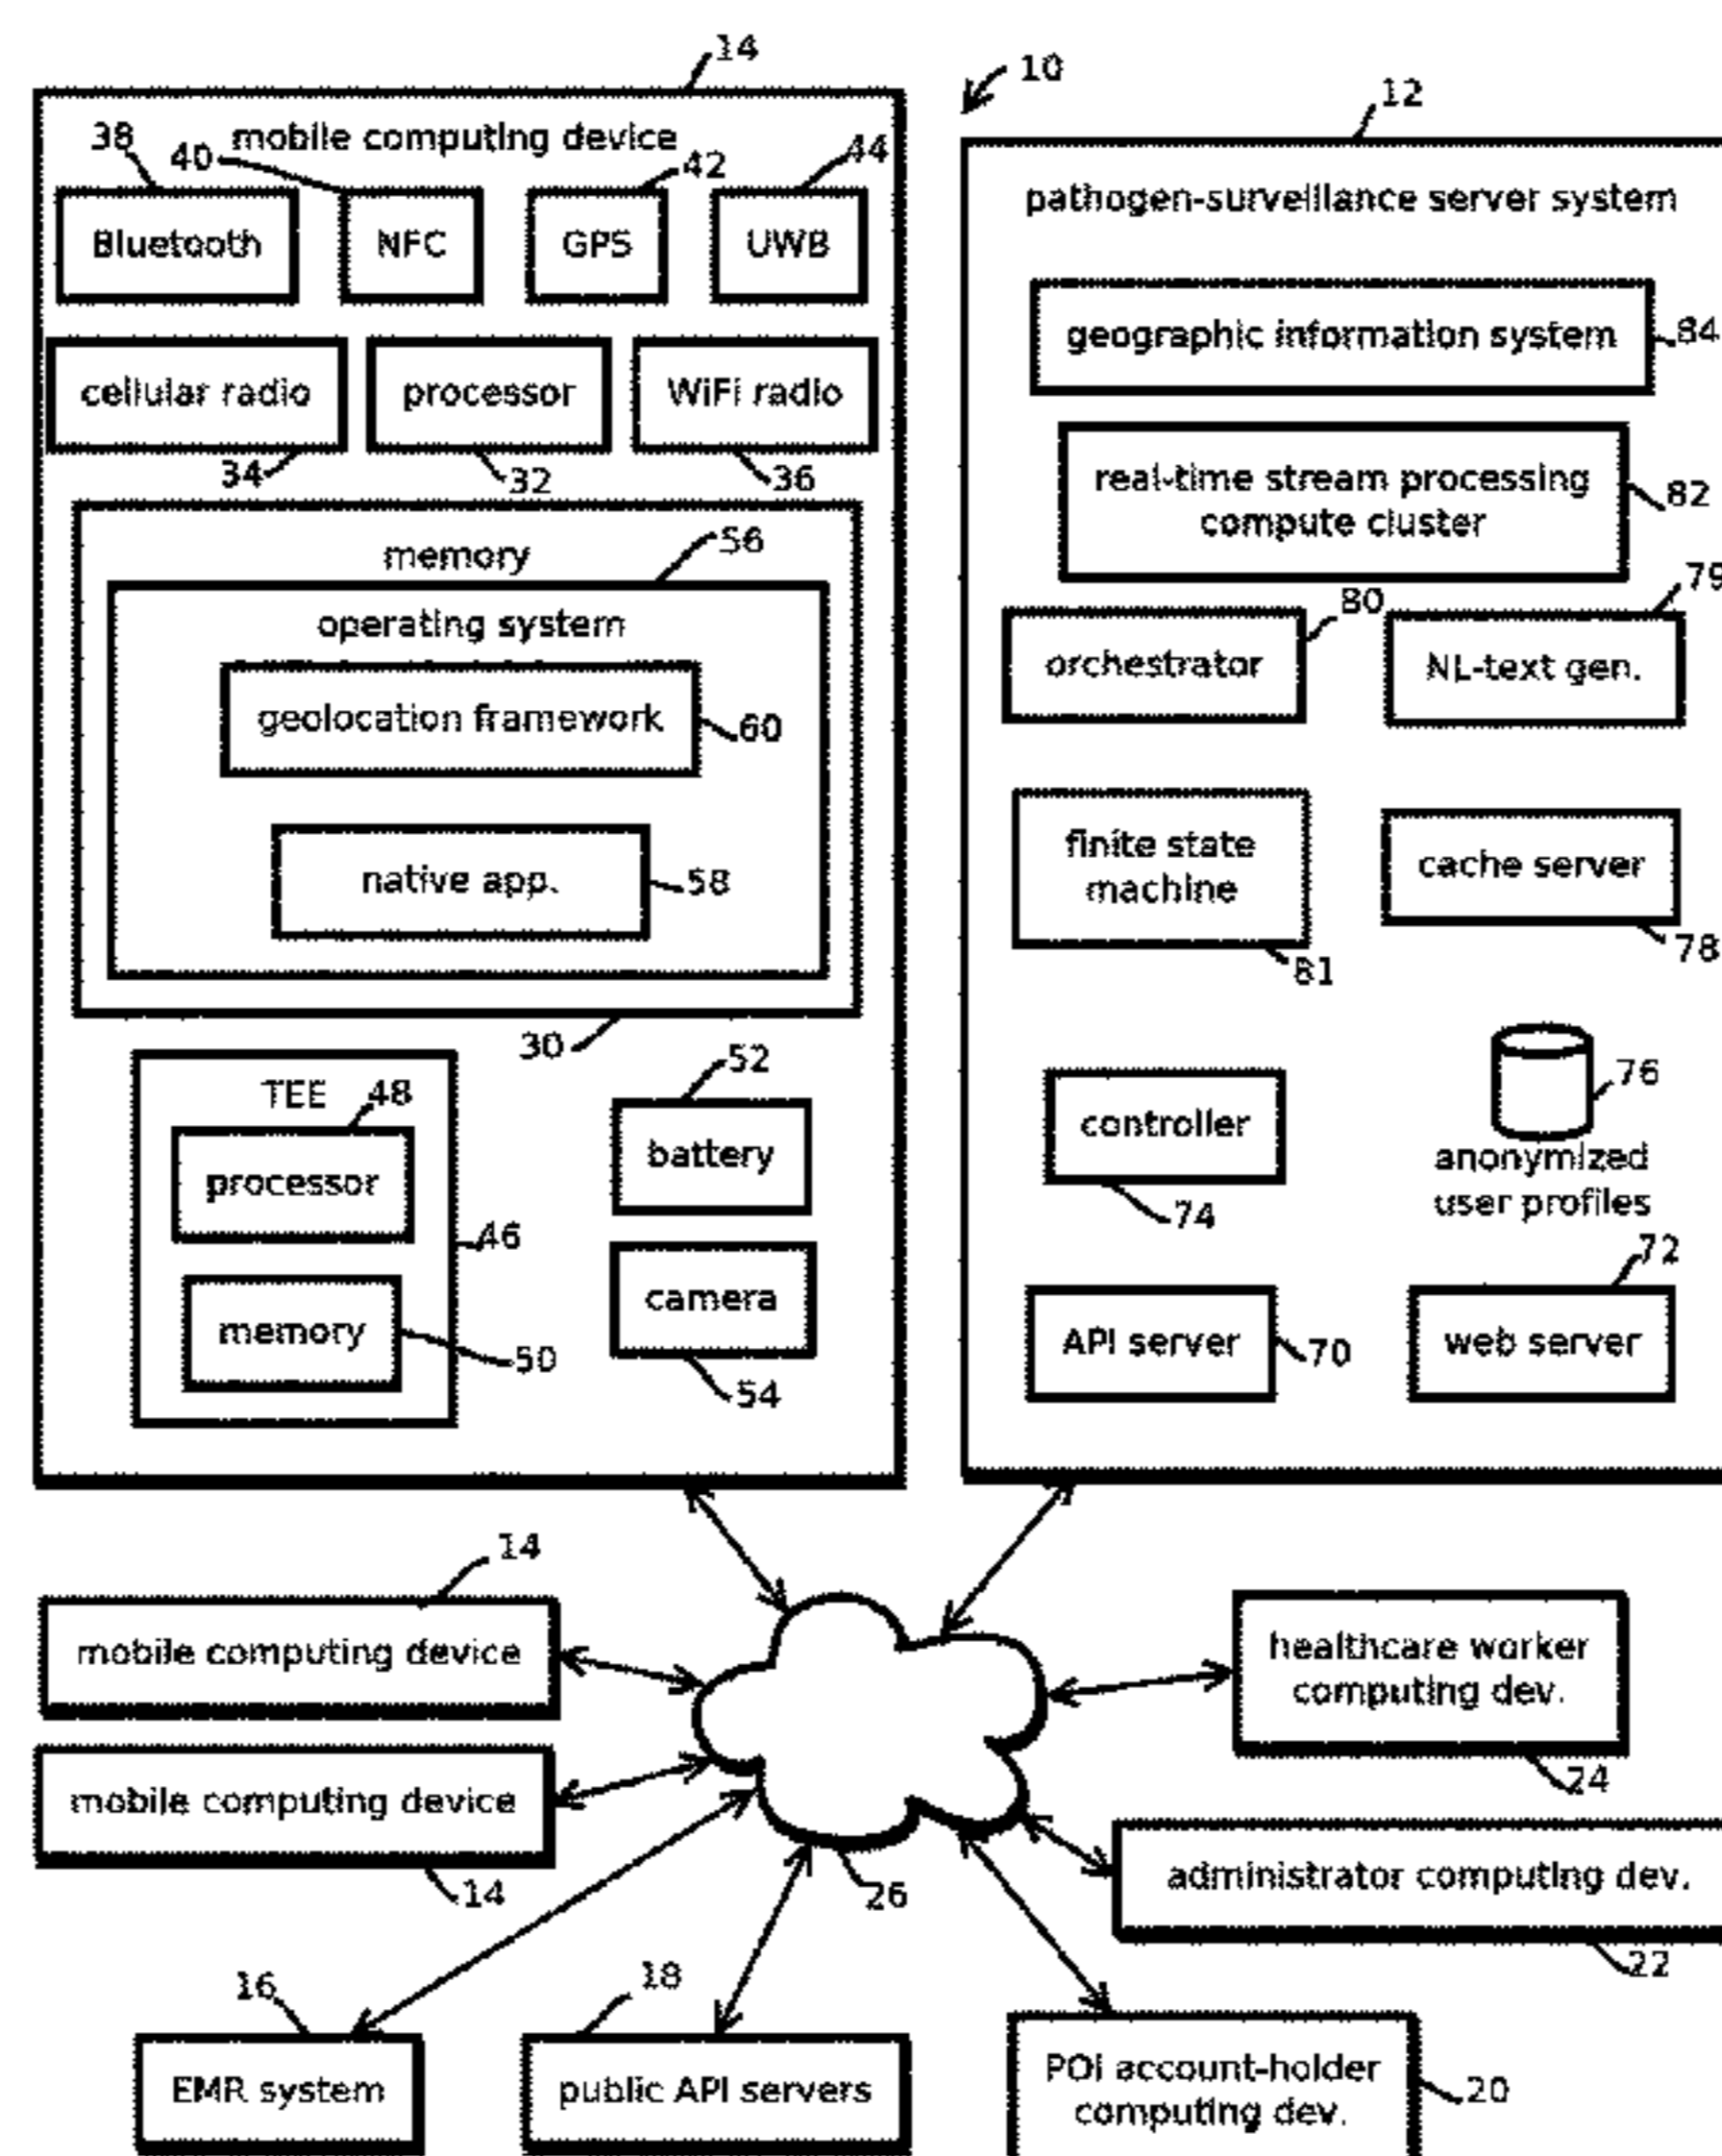 14
10
12
38
mobile computing device
40
42
44
Bluetooth
NFC
GPS
UWB
cellular radio
processor
WiFi radio
34
32
36
memory
56
operating system
geolocation framework
60
native app.
58
30
TEE
48
processor
46
memory
50
52
battery
camera
54
pathogen-surveillance server system
geographic information system
84
real-time stream processing
compute cluster
82
80
79
orchestrator
NL-text gen.
finite state
machine
81
cache server
78
controller
74
76
anonymized
user profiles
72
API server
70
web server
14
mobile computing device
mobile computing device
14
26
healthcare worker
computing dev.
24
administrator computing dev.
22
16
EMR system
18
public API servers
POI account-holder
computing dev.
20